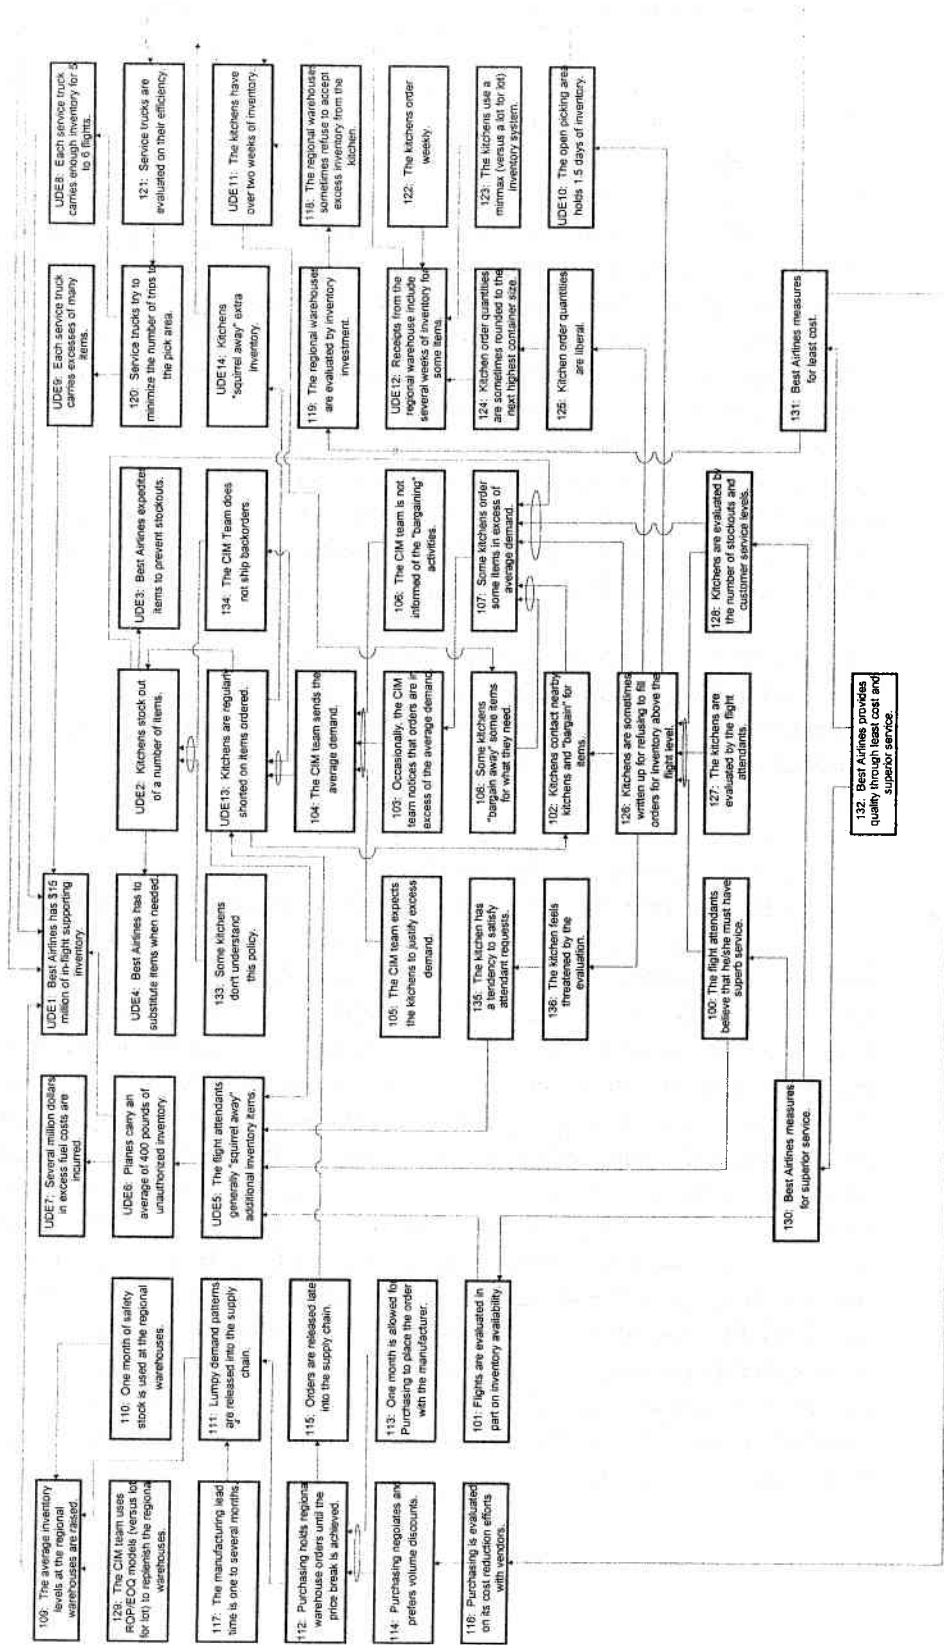 109: The average inventory
levels at the regional
warehouses are raised.
UDE7: Several million dollars
in excess fuel costs are
incurred
UDE1: Best Airlines has $15
million of in-flight supporting
inventory.
UDE9: Each service truck
carries excesses of many
items.
UDE8: Each service truck
carries enough inventory for 5
to 6 flights.
129: The CIM team uses
ROP/EOQ models (versus lot
for lot) to replenish the regional
warehouses.
110: One month of safety
stock is used at the regional
warehouses.
UDE6: Planes carry an
average of 400 pounds of
unauthorized inventory.
UDE4: Best Airlines has to
substitute items when needed.
UDE2: Kitchens stock out
of a number of items.
UDE3: Best Airlines expedites
items to prevent stockouts.
120: Service trucks try to
minimize the number of trips to
the pick area.
121: Service trucks are
evaluated on their efficiency.
117: The manufacturing lead
time is one to several months.
111: Lumpy demand patterns
are released into the supply
chain.
UDE5: The flight attendants
generally "squirrel away"
additional inventory items.
133: Some kitchens
don't understand
this policy.
UDE13: Kitchens are regularly
shorted on items ordered.
134: The CIM Team does
not ship backorders.
UDE14: Kitchens
"squirrel away" extra
inventory.
UDE11: The kitchens have
over two weeks of inventory.
112: Purchasing holds regional
warehouse orders until the
price break is achieved.
115: Orders are released late
into the supply chain.
104: The CIM team sends the
average demand.
119: The regional warehouses
are evaluated by inventory
investment.
118: The regional warehouses
sometimes refuse to accept
excess inventory from the
kitchen.
114: Purchasing negotiates and
prefers volume discounts.
113: One month is allowed for
Purchasing to place the order
with the manufacturer.
105: The CIM team expects
the kitchens to justify excess
demand.
103: Occasionally, the CIM
team notices that orders are in
excess of the average demand.
106: The CIM team is not
informed of the "bargaining"
activities.
UDE12: Receipts from the
regional warehouse include
several weeks of inventory for
some items.
122: The kitchens order
weekly.
116: Purchasing is evaluated
on its cost reduction efforts
with vendors.
101: Flights are evaluated in
part on inventory availability.
135: The kitchen has
a tendency to satisfy
attendant requests.
108: Some kitchens
"bargain away" some items
for what they need.
107: Some kitchens order
some items in excess of
average demand.
124: Kitchen order quantities
are sometimes rounded to the
next highest container size.
123: The kitchens use a
minmax (versus a lot for lot)
inventory system.
136: The kitchen feels
threatened by the
evaluation.
102: Kitchens contact nearby
kitchens and "bargain" for
items.
125: Kitchen order quantities
are liberal.
UDE10: The open picking area
holds 1.5 days of inventory.
126: Kitchens are sometimes
written up for refusing to fill
orders for inventory above the
flight level.
100: The flight attendants
believe that he/she must have
superb service.
127: The kitchens are
evaluated by the flight
attendants.
128: Kitchens are evaluated by
the number of stockouts and
customer service levels.
130: Best Airlines measures
for superior service.
131: Best Airlines measures
for least cost.
132. Best Airlines provides
quality through least cost and
superior service.